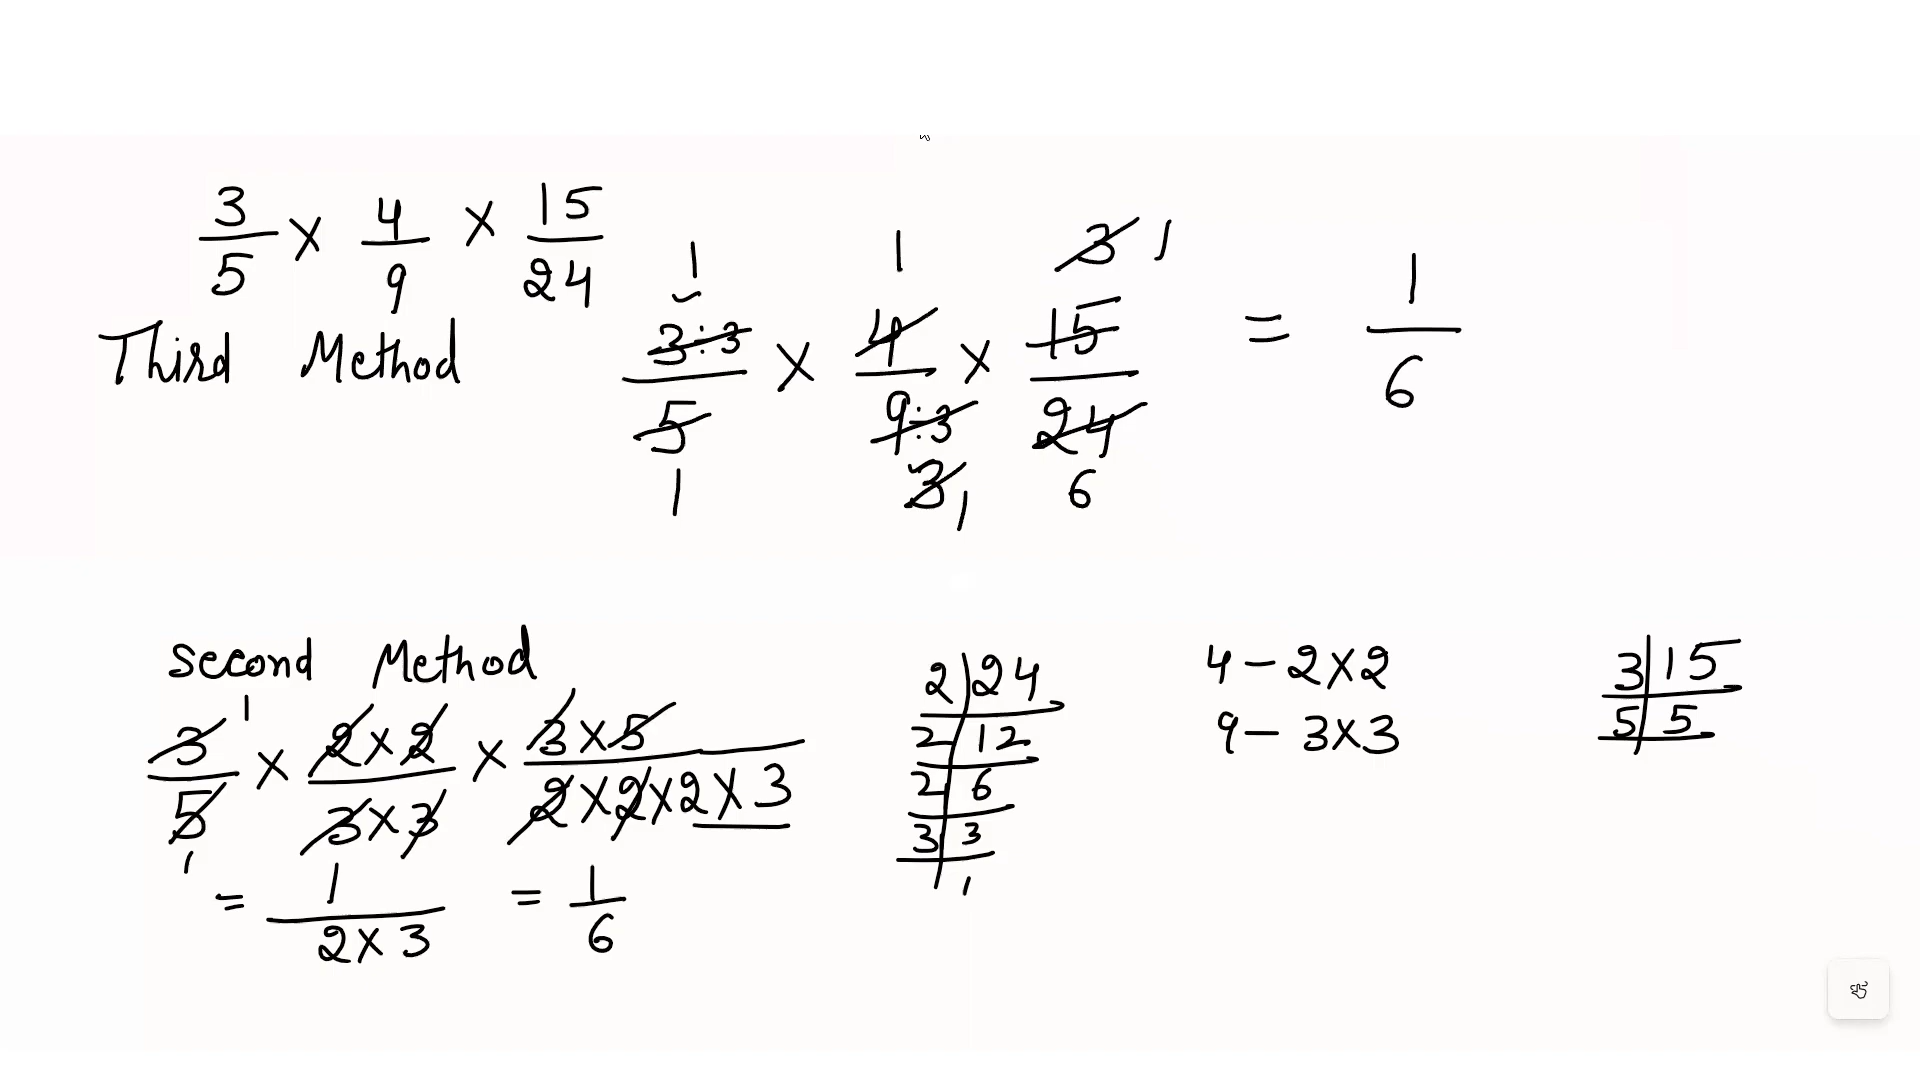 3/5 × 4/9 × 15/24
Third Method
1 1 3 1
3÷3/5 × 4/9÷3 × 15/24 = 1/6
1 3 1 6
Second Method
1
3/5 × 2×2/3×3 × 3×5/2×2×2×3
1
= 1/2×3 = 1/6
2 | 24
2 | 12
2 | 6
3 | 3
1
4 – 2×2
9 – 3×3
3 | 15
5 | 5